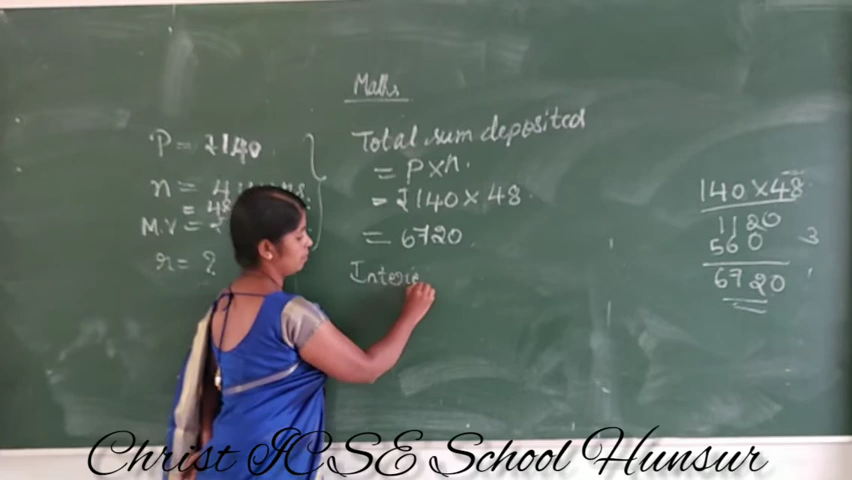 Maths
P = ₹140
n = 4
= 48
M.V = ₹
r = ?
Total sum deposited
= P×n.
= ₹140×48
= 6720
Intere
140×48
1120
560
6720
3
Christ ICSE School Hunsur